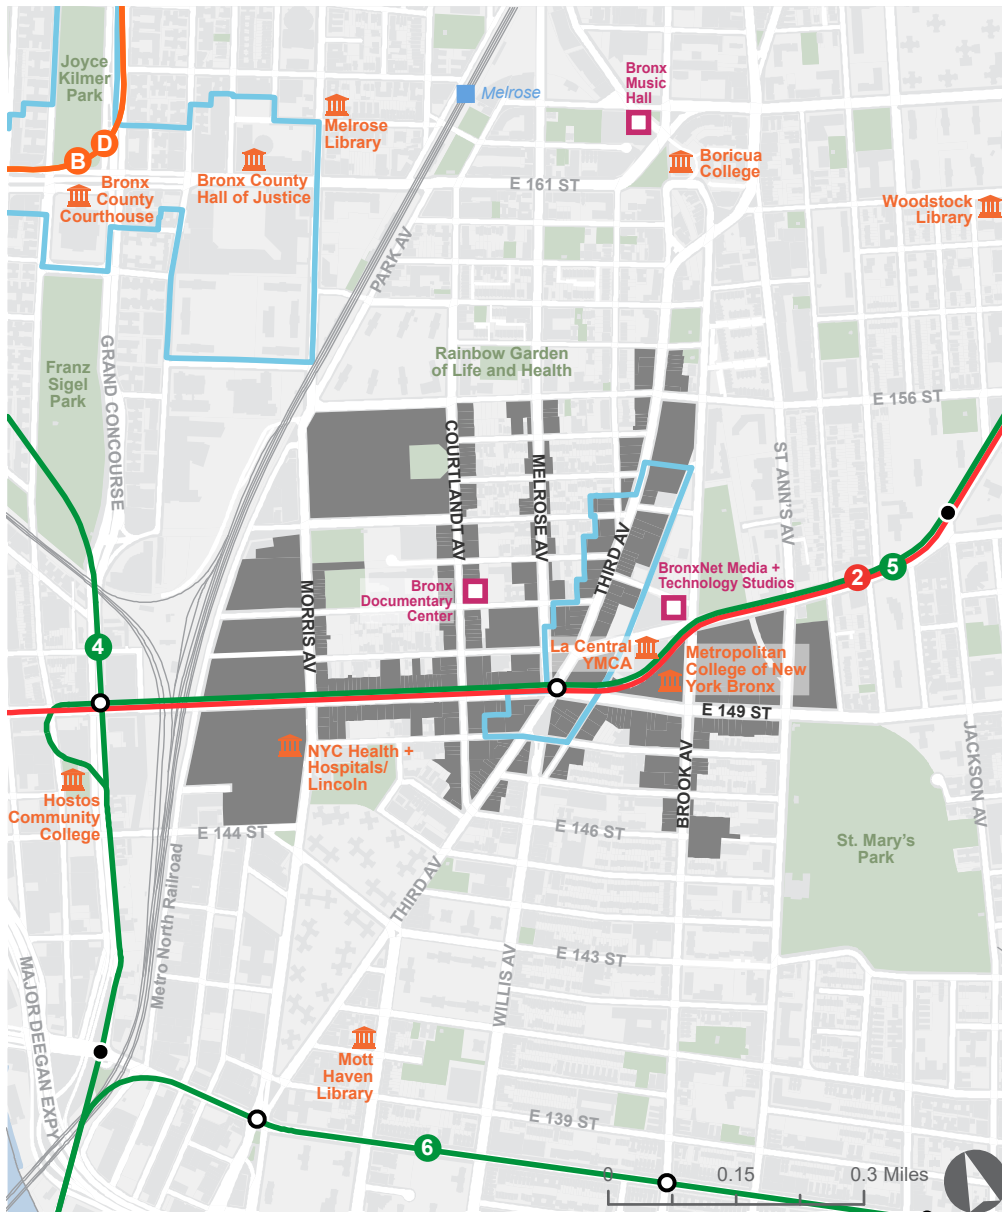 Joyce
Kilmer
Park
Bronx
Music
Hall
Melrose
D
B
Melrose
Library
Bronx
County
Courthouse
Bronx County
Hall of Justice
Boricua
College
E 161 ST
Woodstock
Library
PARK AV
GRAND CONCOURSE
Franz
Sigel
Park
Rainbow Garden
of Life and Health
E 156 ST
COURTLANDT AV
MELROSE AV
ST ANN'S AV
THIRD AV
BronxNet Media +
Technology Studios
2
5
Bronx
Documentary
Center
MORRIS AV
4
La Central
YMCA
Metropolitan
College of New
York Bronx
E 149 ST
NYC Health +
Hospitals/
Lincoln
JACKSON AV
BROOK AV
Hostos
Community
College
E 144 ST
E 146 ST
St. Mary's
Park
THIRD AV
Metro North Railroad
E 143 ST
WILLIS AV
MAJOR DEEGAN EXPY
Mott
Haven
Library
E 139 ST
6
0
0.15
0.3 Miles